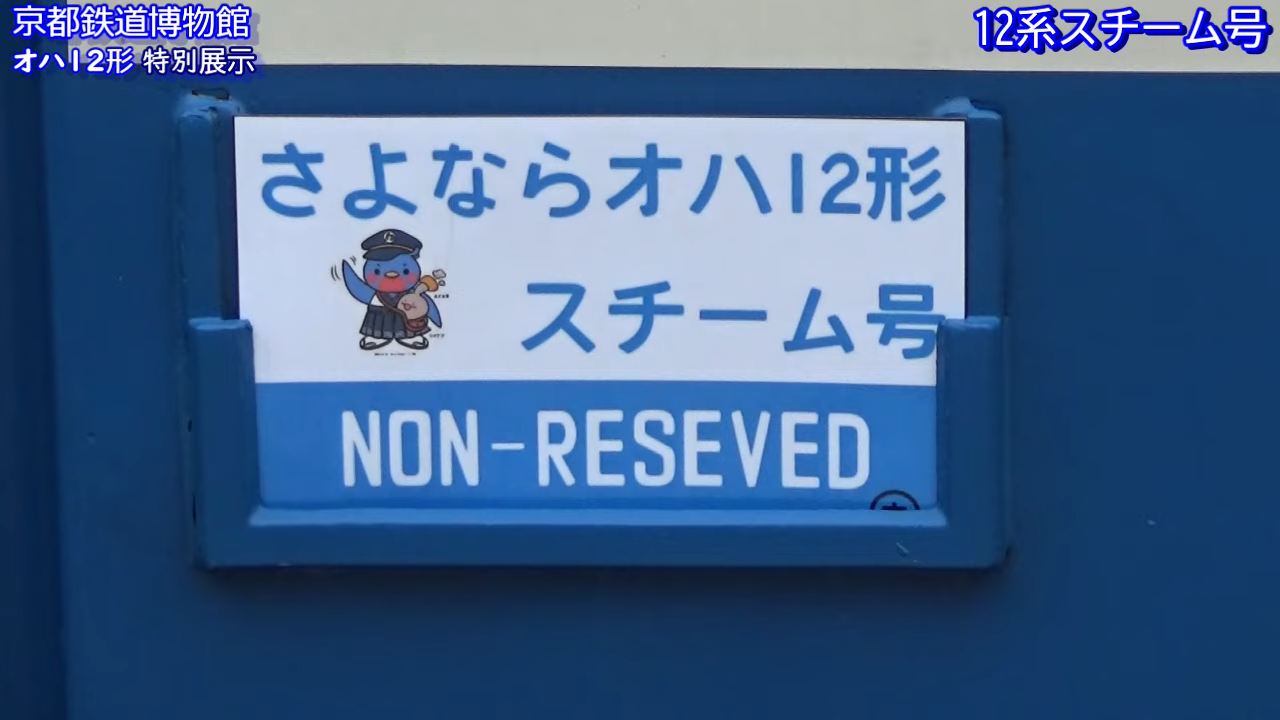 京都鉄道博物館
オハ12形 特別展示
12系スチーム号
さよならオハ12形
スチーム号
NON-RESEVED